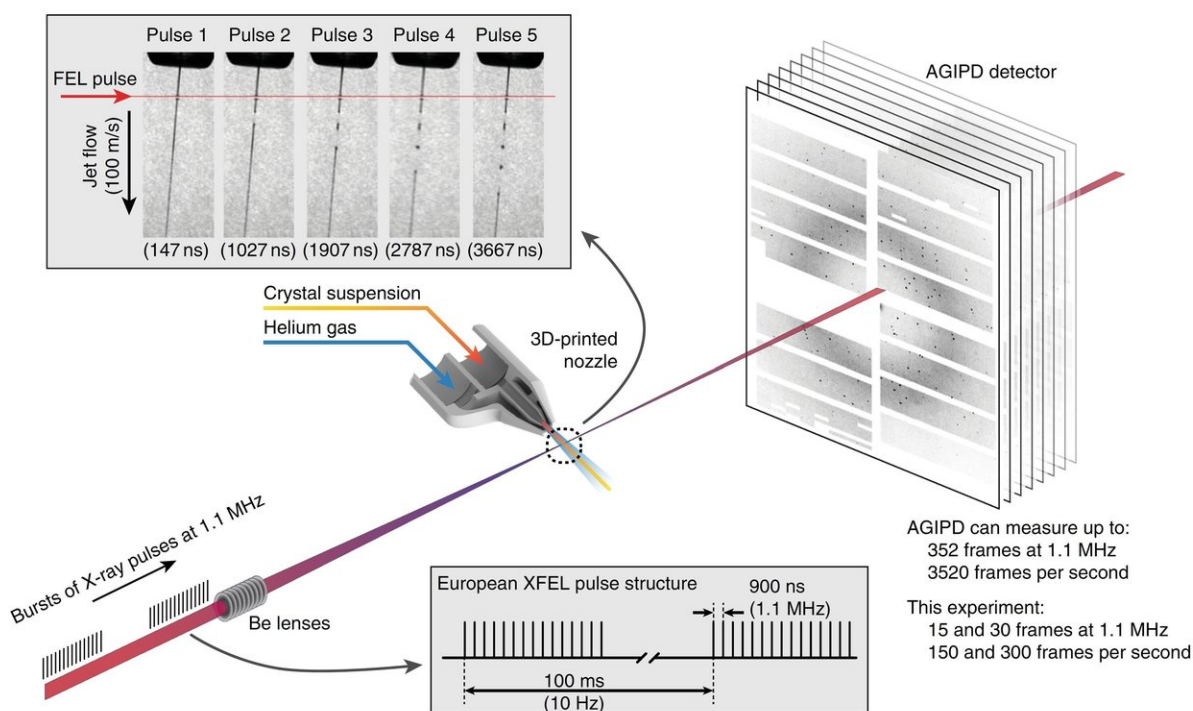 Pulse 1 Pulse 2 Pulse 3 Pulse 4 Pulse 5
FEL pulse
Jet flow
(100 m/s)
(147 ns) (1027 ns) (1907 ns) (2787 ns) (3667 ns)
AGIPD detector
Crystal suspension
Helium gas
3D-printed
nozzle
Bursts of X-ray pulses at 1.1 MHz
Be lenses
European XFEL pulse structure
900 ns
(1.1 MHz)
100 ms
(10 Hz)
AGIPD can measure up to:
352 frames at 1.1 MHz
3520 frames per second
This experiment:
15 and 30 frames at 1.1 MHz
150 and 300 frames per second